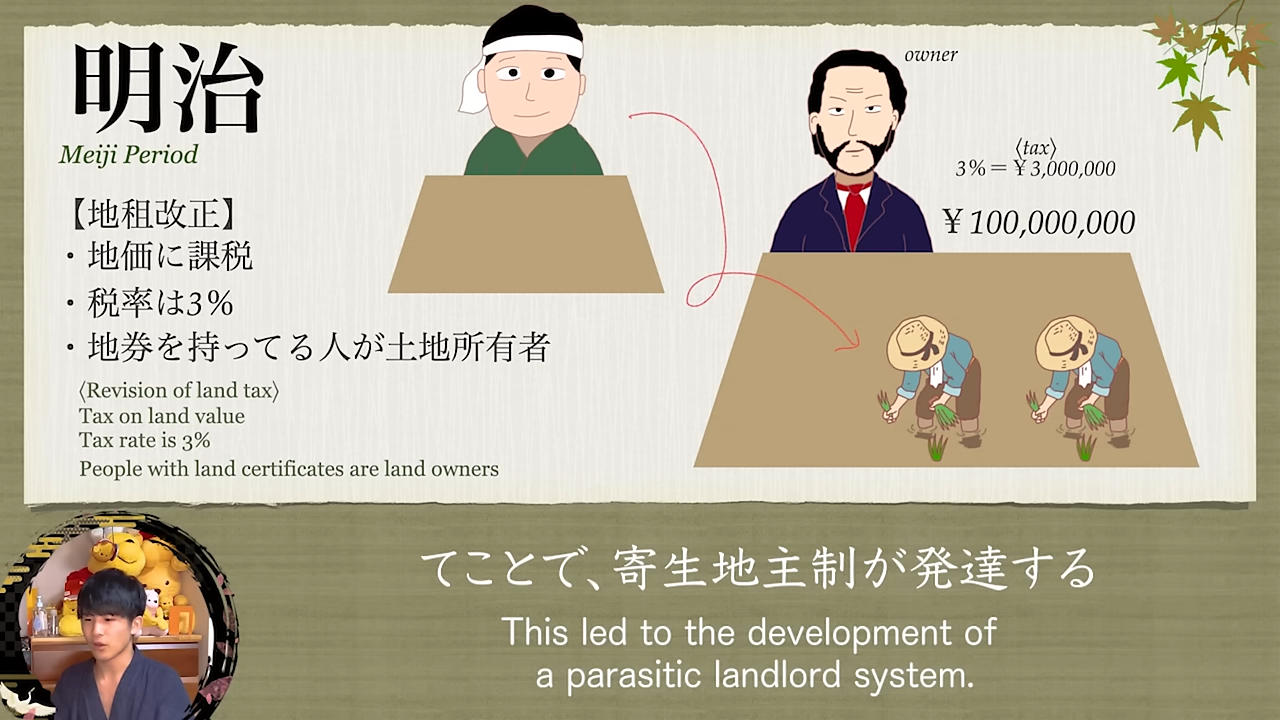 明治
Meiji Period
【地租改正】
・地価に課税
・税率は3%
・地券を持ってる人が土地所有者
〈Revision of land tax〉
Tax on land value
Tax rate is 3%
People with land certificates are land owners
owner
〈tax〉
3%＝¥3,000,000
¥100,000,000
てことで、寄生地主制が発達する
This led to the development of
a parasitic landlord system.